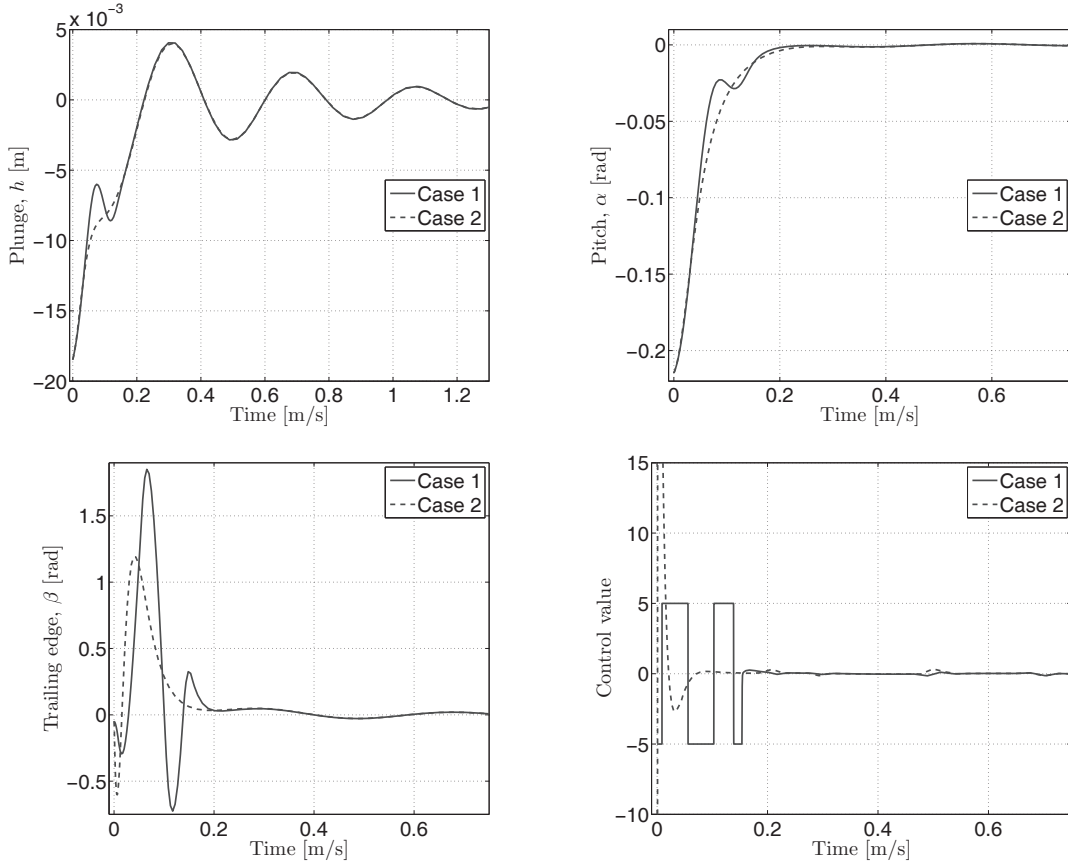 x 10⁻³
5
0
−5
−10
−15
−20
Plunge, h [m]
Case 1
Case 2
0 0.2 0.4 0.6 0.8 1 1.2
Time [m/s]
0
−0.05
−0.1
−0.15
−0.2
Pitch, α [rad]
Case 1
Case 2
0 0.2 0.4 0.6
Time [m/s]
1.5
1
0.5
0
−0.5
Trailing edge, β [rad]
Case 1
Case 2
0 0.2 0.4 0.6
Time [m/s]
15
10
5
0
−5
−10
Control value
Case 1
Case 2
0 0.2 0.4 0.6
Time [m/s]